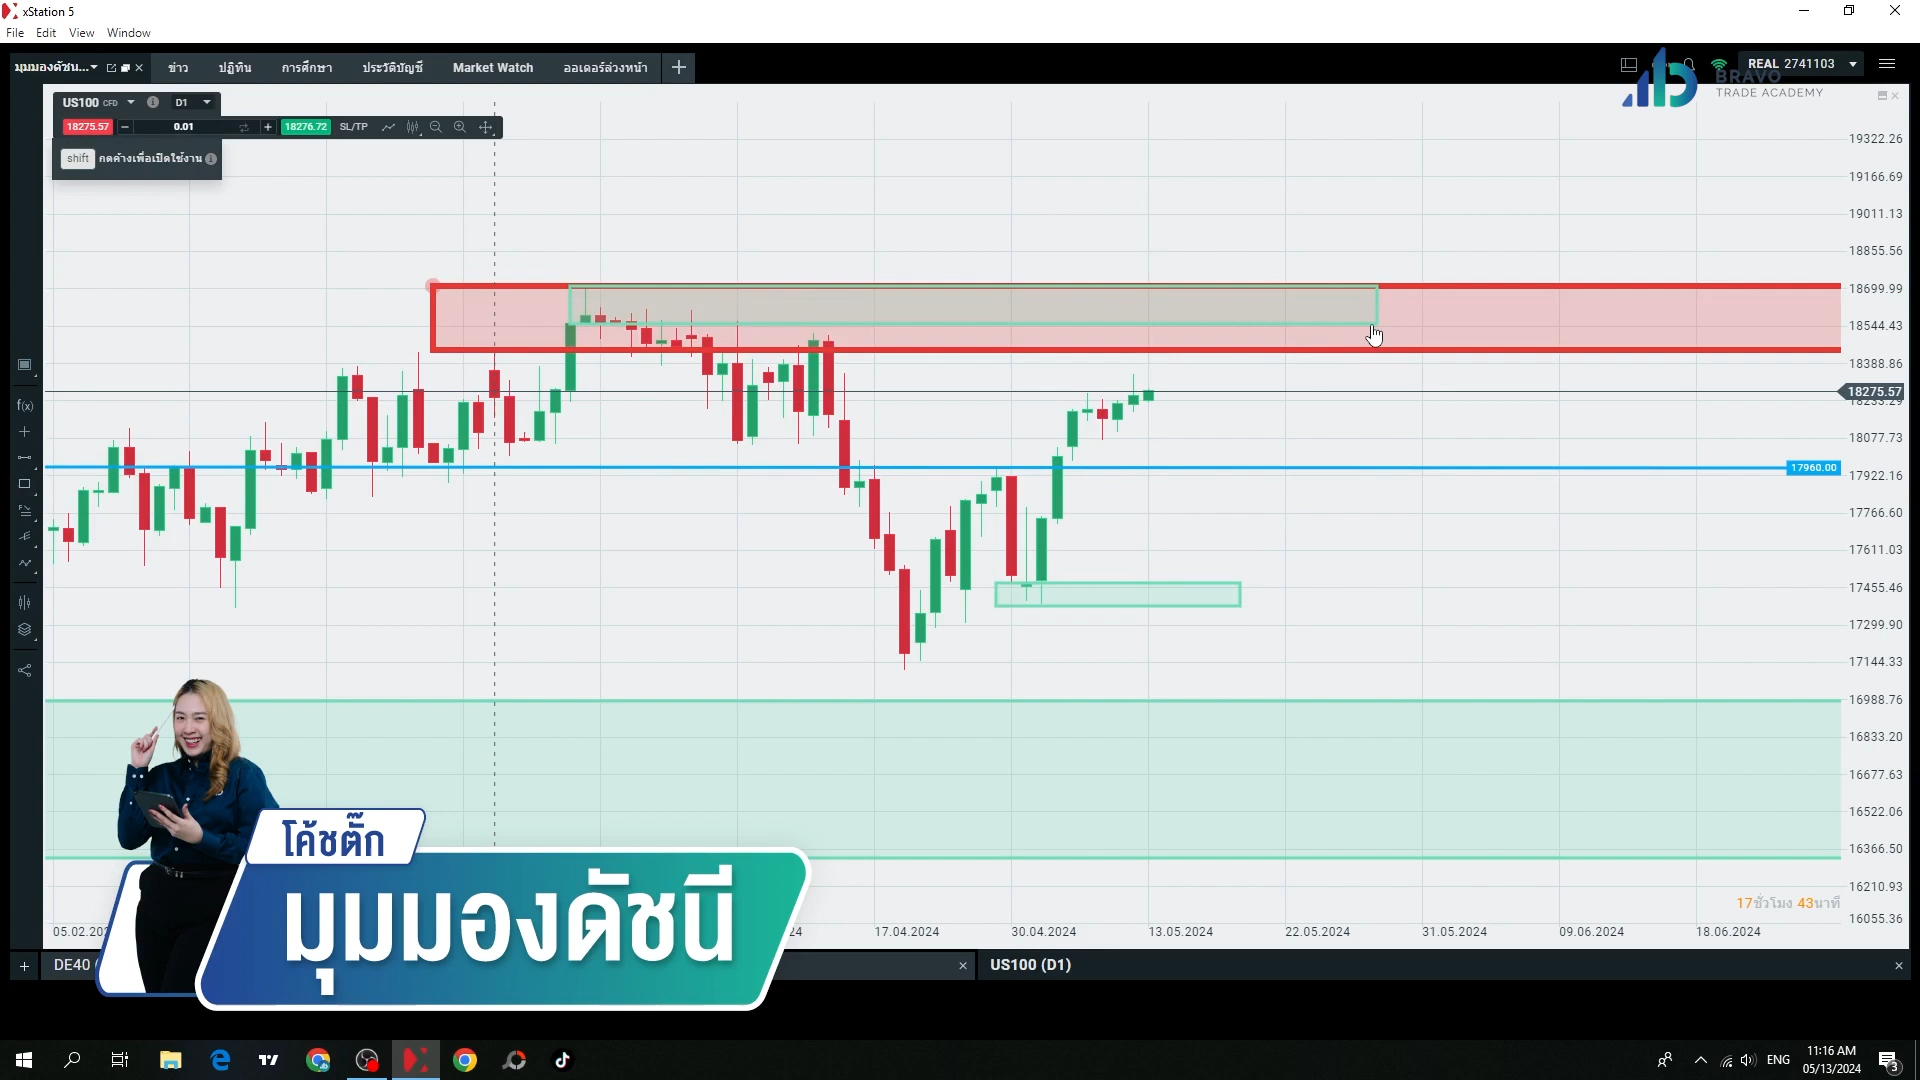 xStation 5
File Edit View Window
มุมมองดัชน... ข่าว ปฏิทิน การศึกษา ประวัติบัญชี Market Watch ออเดอร์ล่วงหน้า
REAL 2741103
BRAVO
TRADE ACADEMY
US100 CFD D1
18275.57 0.01 18276.72 SL/TP
shift กดค้างเพื่อเปิดใช้งาน
19322.26
19166.69
19011.13
18855.56
18699.99
18544.43
18388.86
18275.57
18233.29
18077.73
17960.00
17922.16
17766.60
17611.03
17455.46
17299.90
17144.33
16988.76
16833.20
16677.63
16522.06
16366.50
16210.93
16055.36
f(x)
17ชั่วโมง 43นาที
05.02.202 24 17.04.2024 30.04.2024 13.05.2024 22.05.2024 31.05.2024 09.06.2024 18.06.2024
โค้ชติ๊ก
มุมมองดัชนี
DE40 ( US100 (D1)
ENG
11:16 AM
05/13/2024
3